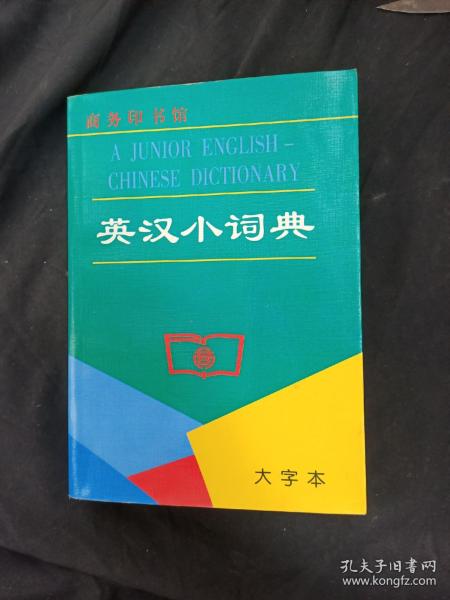 商务印书馆
A JUNIOR ENGLISH–
CHINESE DICTIONARY
英汉小词典
大字本
孔夫子旧书网
www.kongfz.com